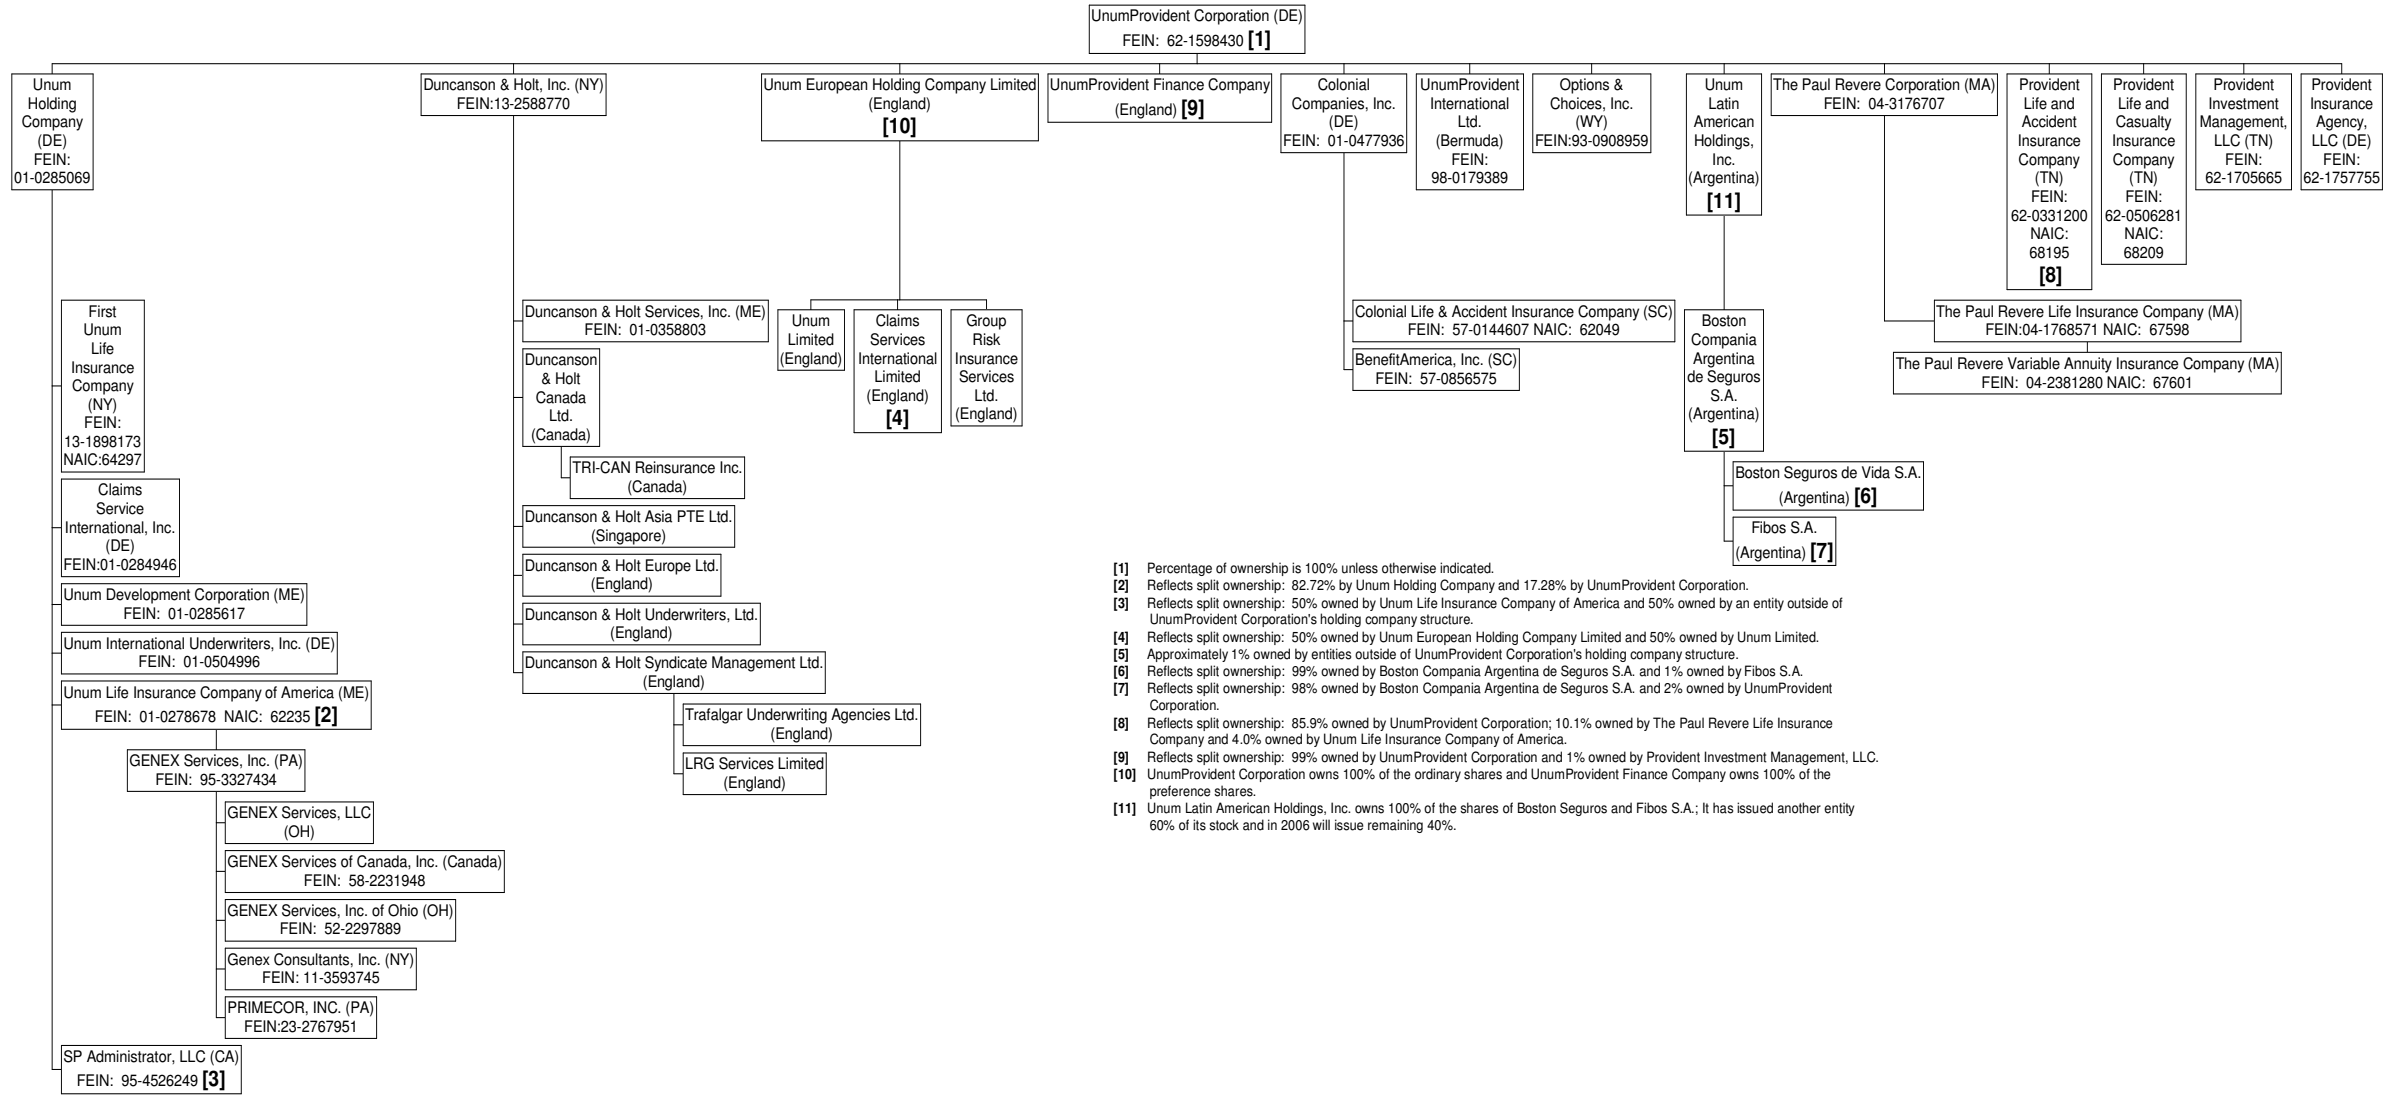 UnumProvident Corporation (DE)
FEIN: 62-1598430 [1]
Unum
Holding
Company
(DE)
FEIN:
01-0285069
Duncanson & Holt, Inc. (NY)
FEIN:13-2588770
Unum European Holding Company Limited
(England)
[10]
UnumProvident Finance Company
(England) [9]
Colonial
Companies, Inc.
(DE)
FEIN: 01-0477936
UnumProvident
International
Ltd.
(Bermuda)
FEIN:
98-0179389
Options &
Choices, Inc.
(WY)
FEIN:93-0908959
Unum
Latin
American
Holdings,
Inc.
(Argentina)
[11]
The Paul Revere Corporation (MA)
FEIN: 04-3176707
Provident
Life and
Accident
Insurance
Company
(TN)
FEIN:
62-0331200
NAIC:
68195
[8]
Provident
Life and
Casualty
Insurance
Company
(TN)
FEIN:
62-0506281
NAIC:
68209
Provident
Investment
Management,
LLC (TN)
FEIN:
62-1705665
Provident
Insurance
Agency,
LLC (DE)
FEIN:
62-1757755
First
Unum
Life
Insurance
Company
(NY)
FEIN:
13-1898173
NAIC:64297
Claims
Service
International, Inc.
(DE)
FEIN:01-0284946
Unum Development Corporation (ME)
FEIN: 01-0285617
Unum International Underwriters, Inc. (DE)
FEIN: 01-0504996
Unum Life Insurance Company of America (ME)
FEIN: 01-0278678 NAIC: 62235 [2]
GENEX Services, Inc. (PA)
FEIN: 95-3327434
GENEX Services, LLC
(OH)
GENEX Services of Canada, Inc. (Canada)
FEIN: 58-2231948
GENEX Services, Inc. of Ohio (OH)
FEIN: 52-2297889
Genex Consultants, Inc. (NY)
FEIN: 11-3593745
PRIMECOR, INC. (PA)
FEIN:23-2767951
SP Administrator, LLC (CA)
FEIN: 95-4526249 [3]
Duncanson & Holt Services, Inc. (ME)
FEIN: 01-0358803
Duncanson
& Holt
Canada
Ltd.
(Canada)
TRI-CAN Reinsurance Inc.
(Canada)
Duncanson & Holt Asia PTE Ltd.
(Singapore)
Duncanson & Holt Europe Ltd.
(England)
Duncanson & Holt Underwriters, Ltd.
(England)
Duncanson & Holt Syndicate Management Ltd.
(England)
Trafalgar Underwriting Agencies Ltd.
(England)
LRG Services Limited
(England)
Unum
Limited
(England)
Claims
Services
International
Limited
(England)
[4]
Group
Risk
Insurance
Services
Ltd.
(England)
Colonial Life & Accident Insurance Company (SC)
FEIN: 57-0144607 NAIC: 62049
BenefitAmerica, Inc. (SC)
FEIN: 57-0856575
Boston
Compania
Argentina
de Seguros
S.A.
(Argentina)
[5]
Boston Seguros de Vida S.A.
(Argentina) [6]
Fibos S.A.
(Argentina) [7]
The Paul Revere Life Insurance Company (MA)
FEIN:04-1768571 NAIC: 67598
The Paul Revere Variable Annuity Insurance Company (MA)
FEIN: 04-2381280 NAIC: 67601
[1] Percentage of ownership is 100% unless otherwise indicated.
[2] Reflects split ownership: 82.72% by Unum Holding Company and 17.28% by UnumProvident Corporation.
[3] Reflects split ownership: 50% owned by Unum Life Insurance Company of America and 50% owned by an entity outside of
UnumProvident Corporation's holding company structure.
[4] Reflects split ownership: 50% owned by Unum European Holding Company Limited and 50% owned by Unum Limited.
[5] Approximately 1% owned by entities outside of UnumProvident Corporation's holding company structure.
[6] Reflects split ownership: 99% owned by Boston Compania Argentina de Seguros S.A. and 1% owned by Fibos S.A.
[7] Reflects split ownership: 98% owned by Boston Compania Argentina de Seguros S.A. and 2% owned by UnumProvident
Corporation.
[8] Reflects split ownership: 85.9% owned by UnumProvident Corporation; 10.1% owned by The Paul Revere Life Insurance
Company and 4.0% owned by Unum Life Insurance Company of America.
[9] Reflects split ownership: 99% owned by UnumProvident Corporation and 1% owned by Provident Investment Management, LLC.
[10] UnumProvident Corporation owns 100% of the ordinary shares and UnumProvident Finance Company owns 100% of the
preference shares.
[11] Unum Latin American Holdings, Inc. owns 100% of the shares of Boston Seguros and Fibos S.A.; It has issued another entity
60% of its stock and in 2006 will issue remaining 40%.